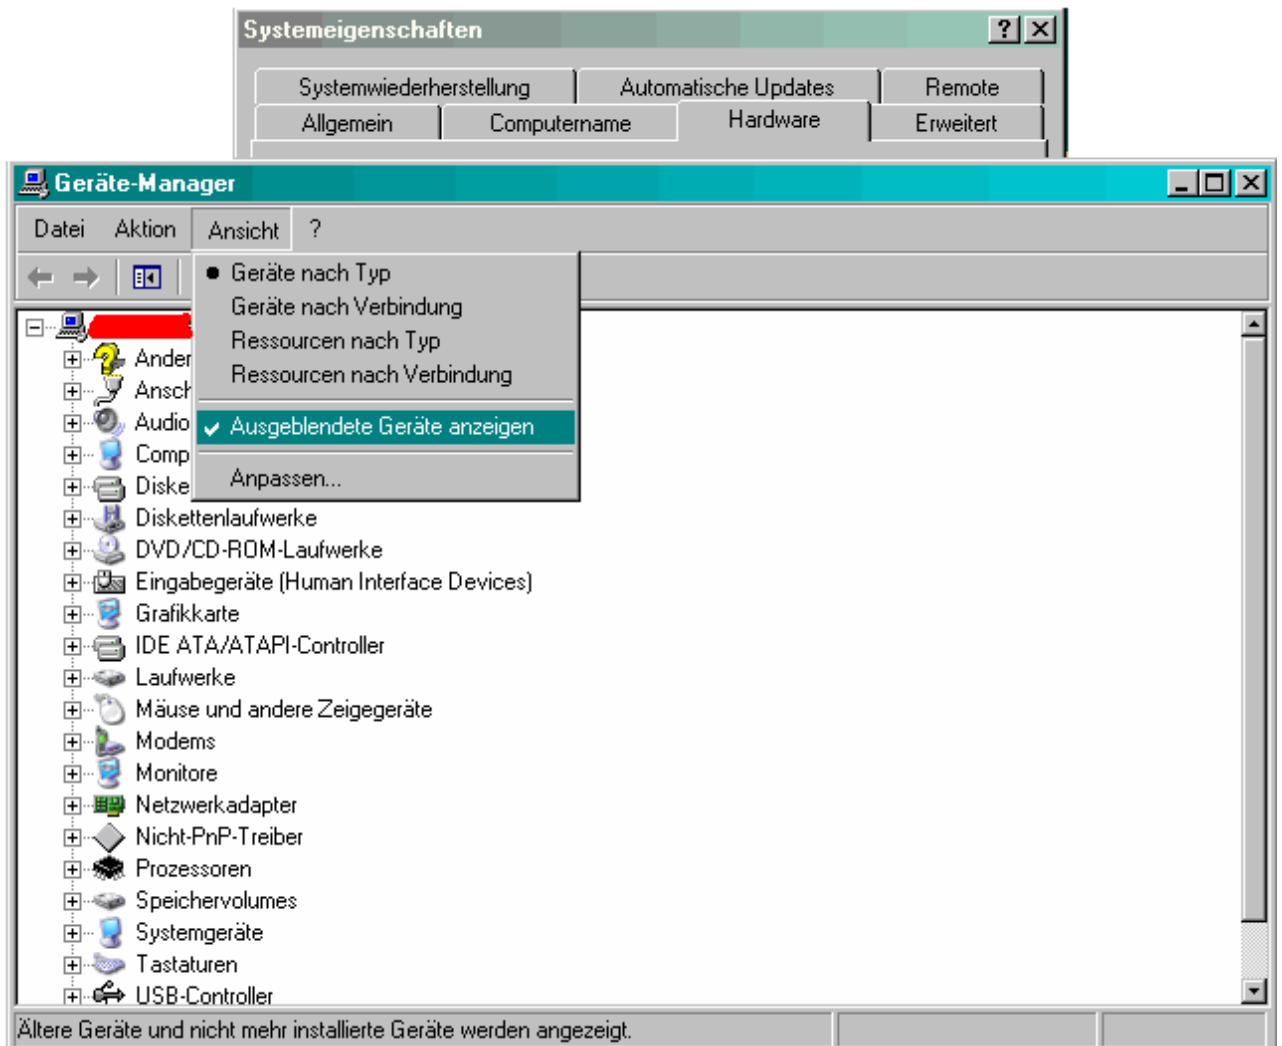 Systemeigenschaften
Systemwiederherstellung Automatische Updates Remote
Allgemein Computername Hardware Erweitert
Geräte-Manager
Datei Aktion Ansicht ?
Geräte nach Typ
Geräte nach Verbindung
Ressourcen nach Typ
Ressourcen nach Verbindung
Ausgeblendete Geräte anzeigen
Anpassen...
Ander
Ansch
Audio
Comp
Diske
Diskettenlaufwerke
DVD/CD-ROM-Laufwerke
Eingabegeräte (Human Interface Devices)
Grafikkarte
IDE ATA/ATAPI-Controller
Laufwerke
Mäuse und andere Zeigegeräte
Modems
Monitore
Netzwerkadapter
Nicht-PnP-Treiber
Prozessoren
Speichervolumes
Systemgeräte
Tastaturen
USB-Controller
Ältere Geräte und nicht mehr installierte Geräte werden angezeigt.